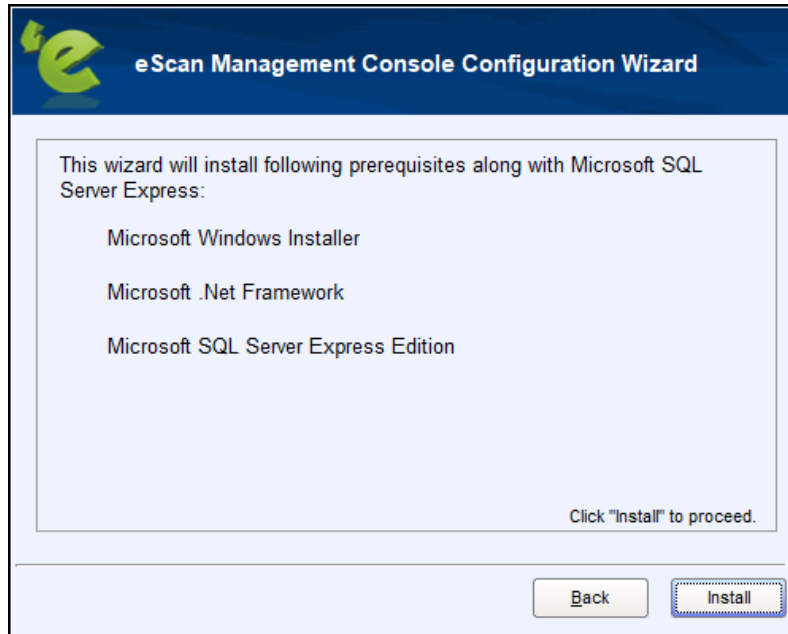 eScan Management Console Configuration Wizard
This wizard will install following prerequisites along with Microsoft SQL
Server Express:
Microsoft Windows Installer
Microsoft .Net Framework
Microsoft SQL Server Express Edition
Click "Install" to proceed.
Back
Install